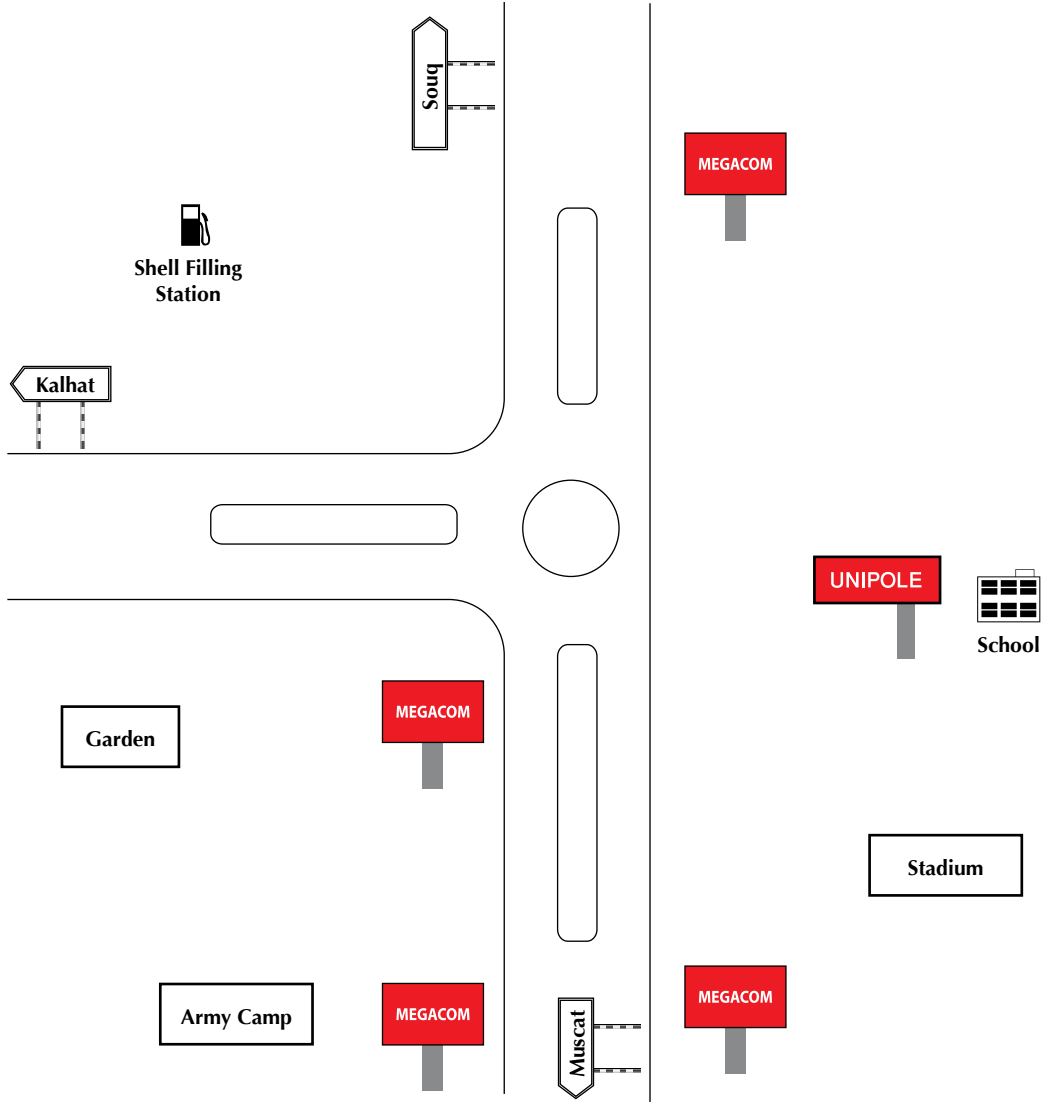 Souq
MEGACOM
Shell Filling
Station
Kalhat
UNIPOLE
School
MEGACOM
Garden
Stadium
MEGACOM
Army Camp
MEGACOM
Muscat